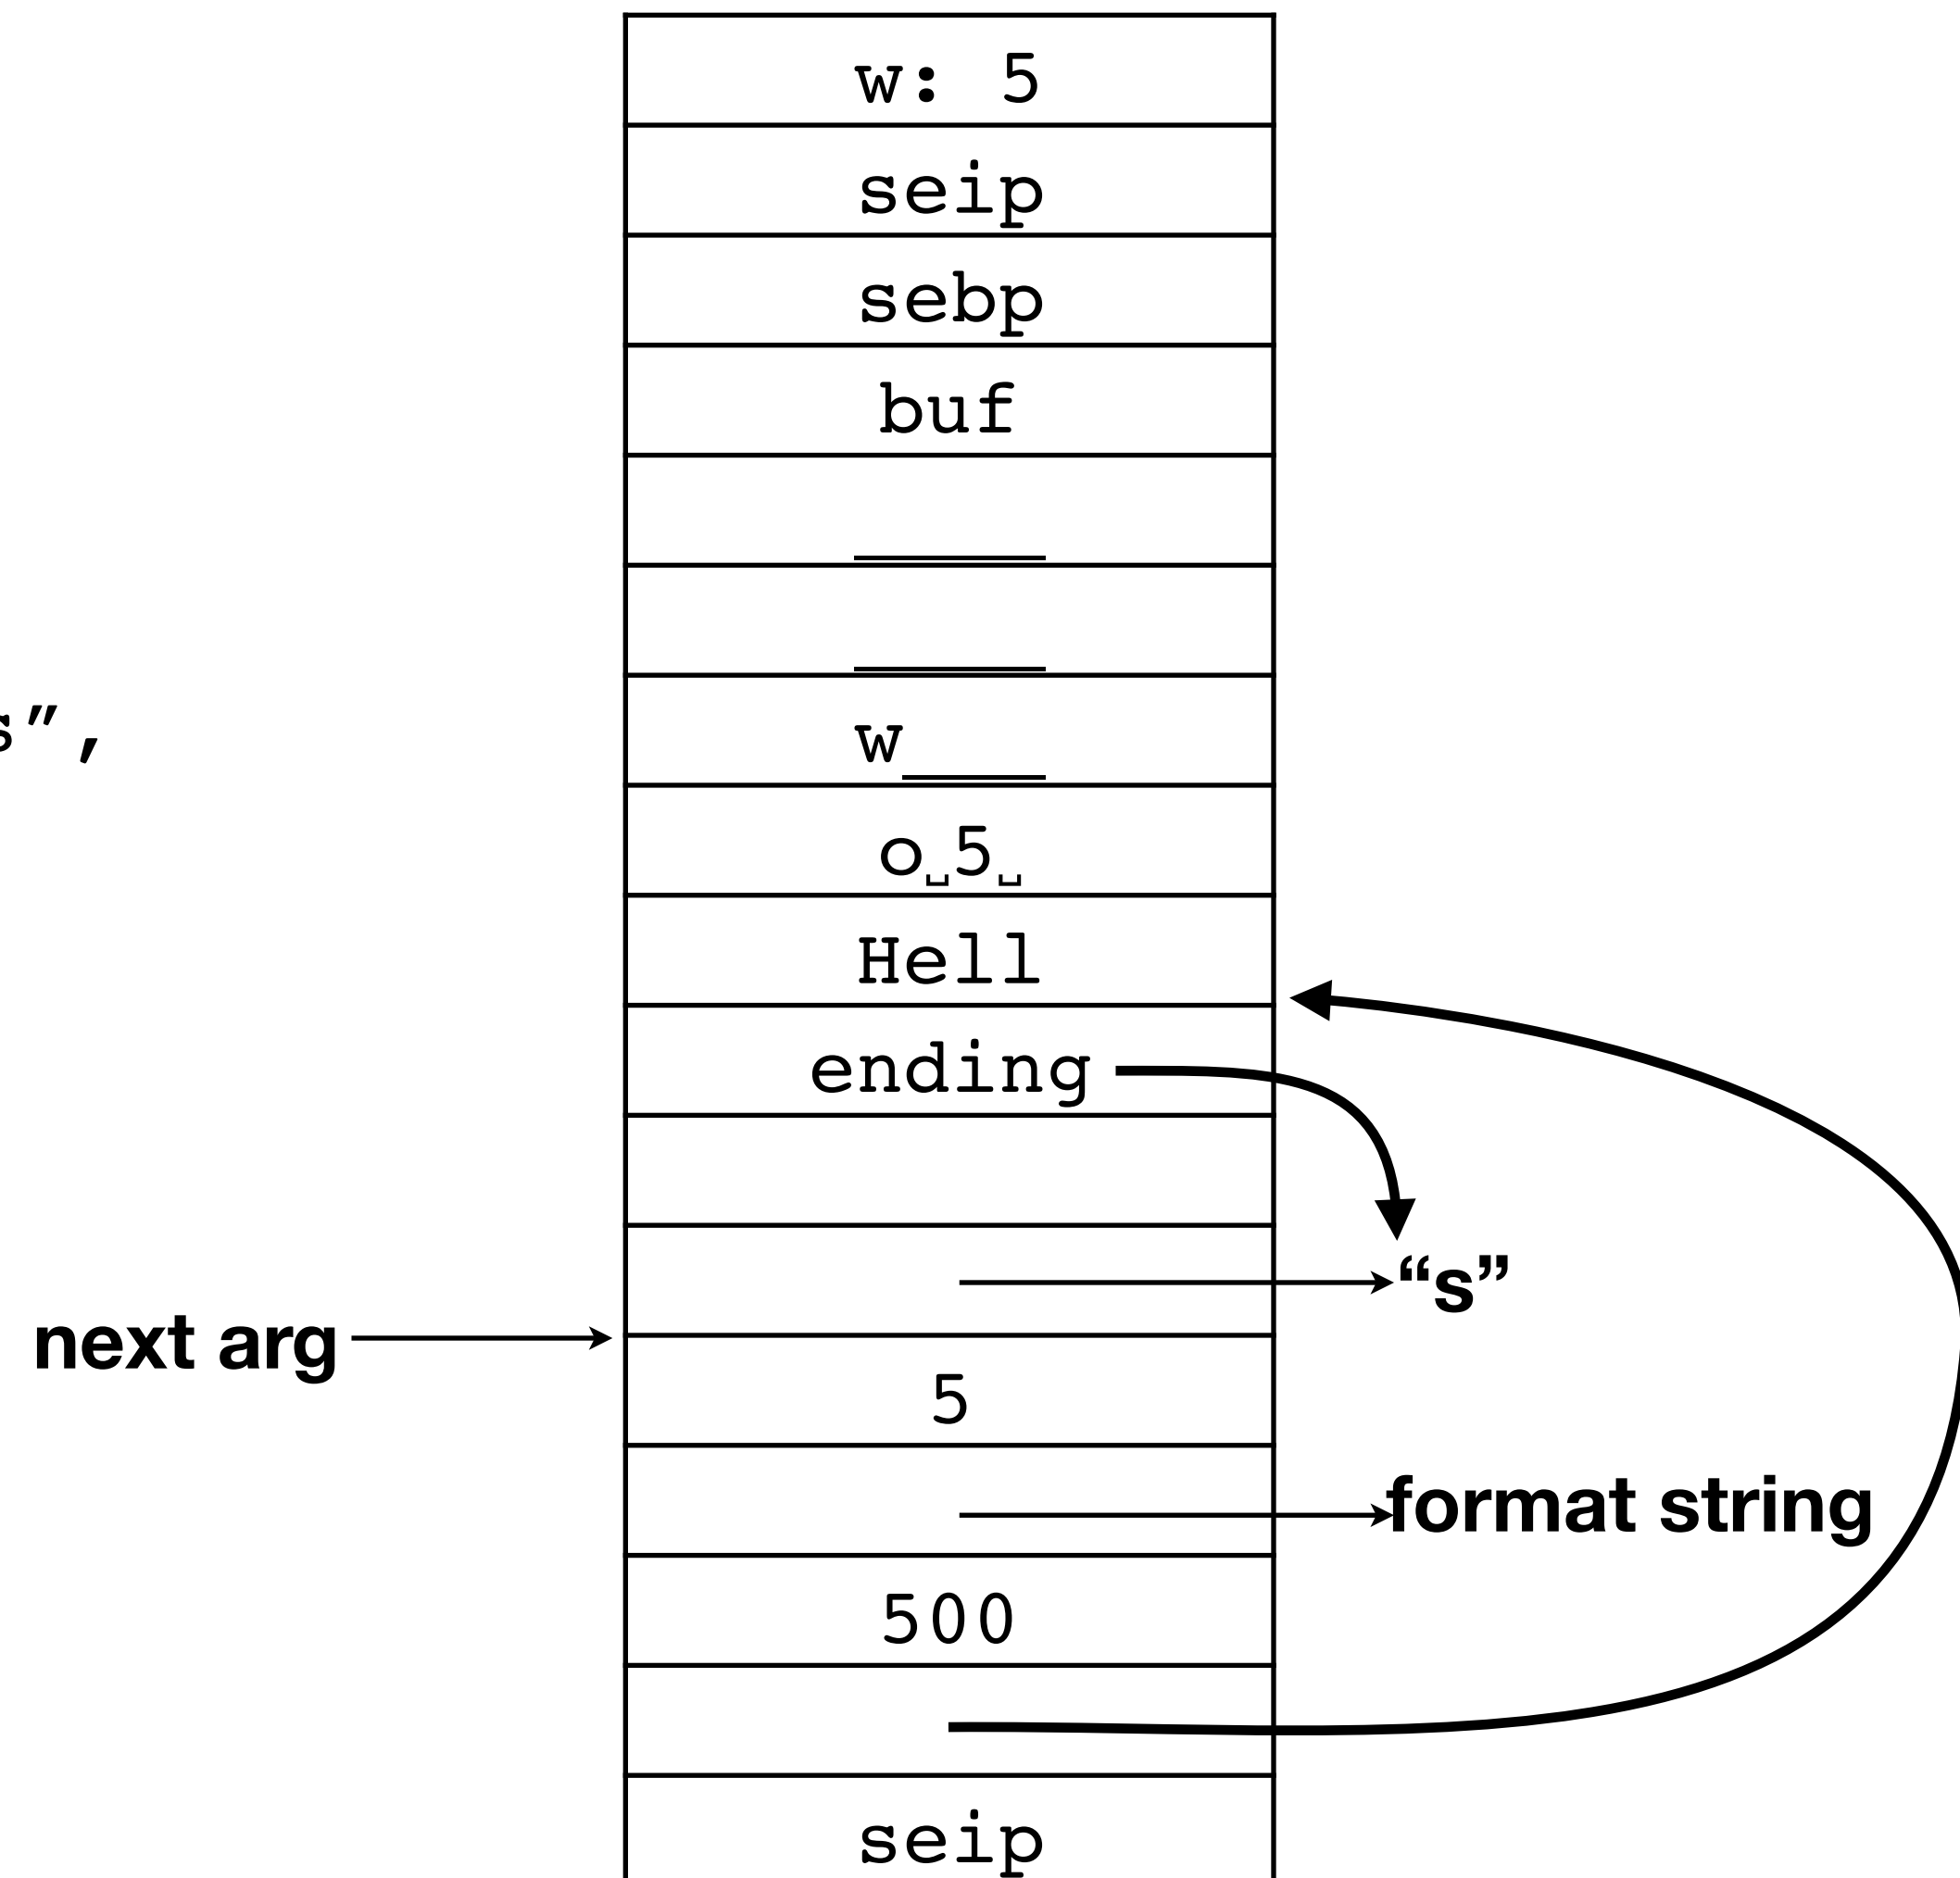 w: 5
seip
sebp
buf
____
____
s”,
w___
o␣5␣
Hell
ending
“s”
next arg
5
format string
500
seip